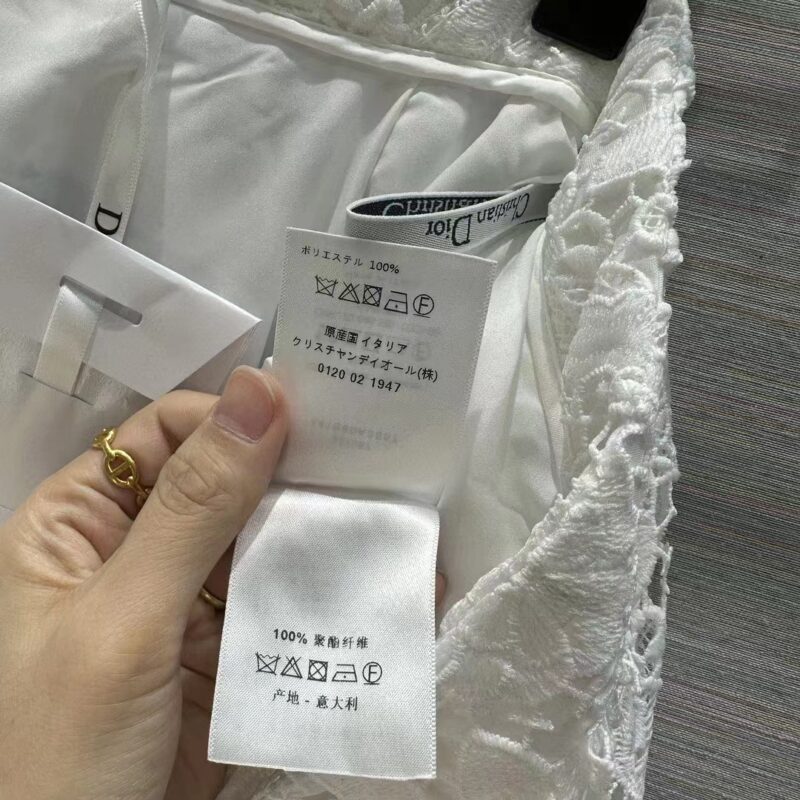 D
Christian Dior
ポリエステル 100%
原産国 イタリア
クリスチャンディオール(株)
0120 02 1947
100% 聚酯纤维
产地 - 意大利